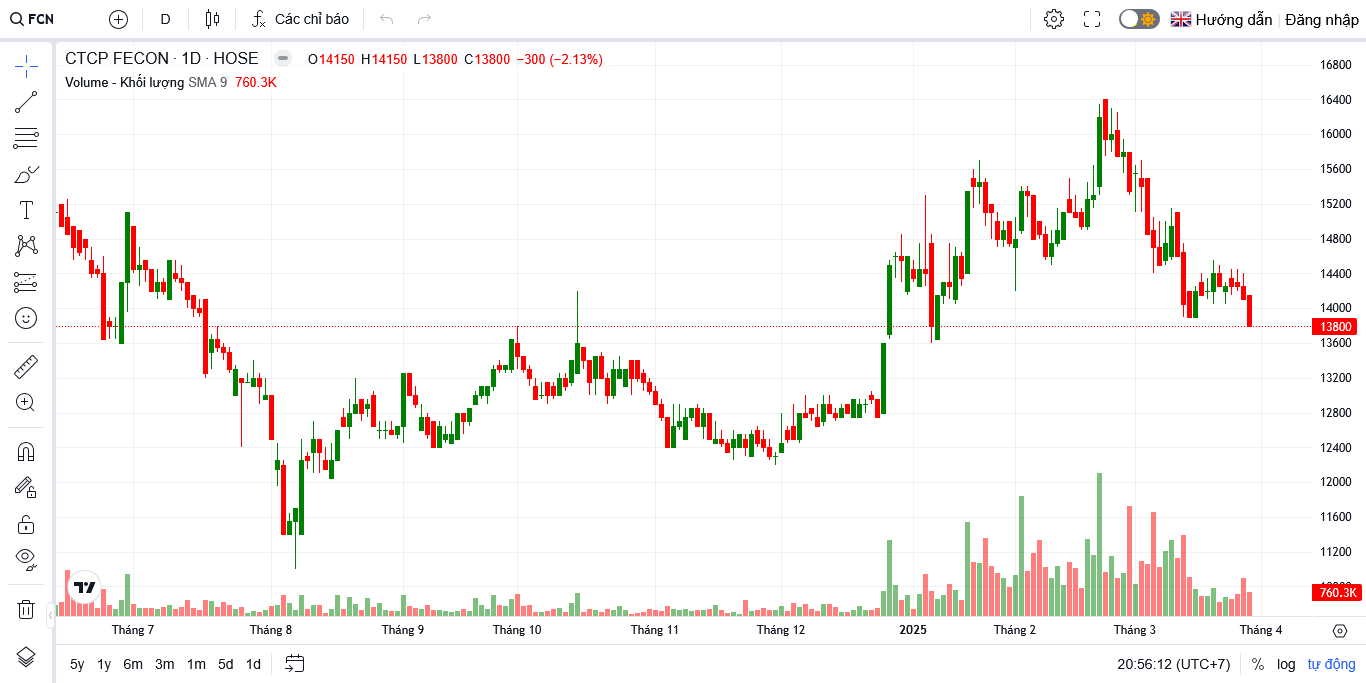 FCN D Các chỉ báo Hướng dẫn Đăng nhập
CTCP FECON · 1D · HOSE O14150 H14150 L13800 C13800 −300 (−2.13%)
Volume - Khối lượng SMA 9 760.3K
16800
16400
16000
15600
15200
14800
14400
14000
13800
13600
13200
12800
12400
12000
11600
11200
760.3K
Tháng 7 Tháng 8 Tháng 9 Tháng 10 Tháng 11 Tháng 12 2025 Tháng 2 Tháng 3 Tháng 4
5y 1y 6m 3m 1m 5d 1d 20:56:12 (UTC+7) % log tự động